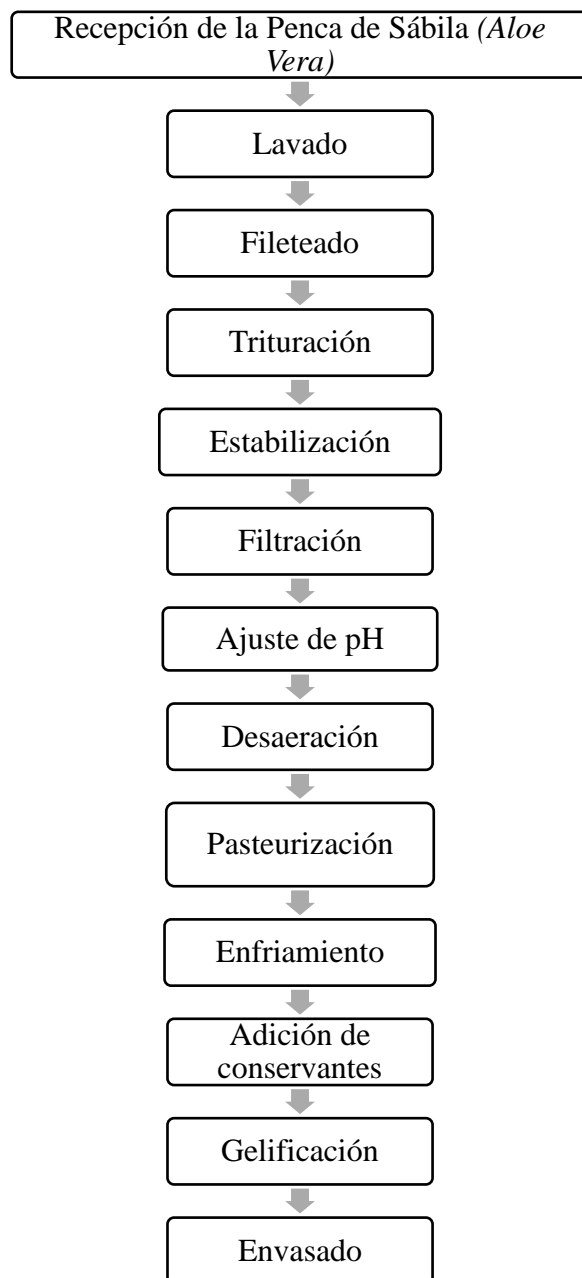 Recepción de la Penca de Sábila (Aloe
Vera)
Lavado
Fileteado
Trituración
Estabilización
Filtración
Ajuste de pH
Desaeración
Pasteurización
Enfriamiento
Adición de
conservantes
Gelificación
Envasado